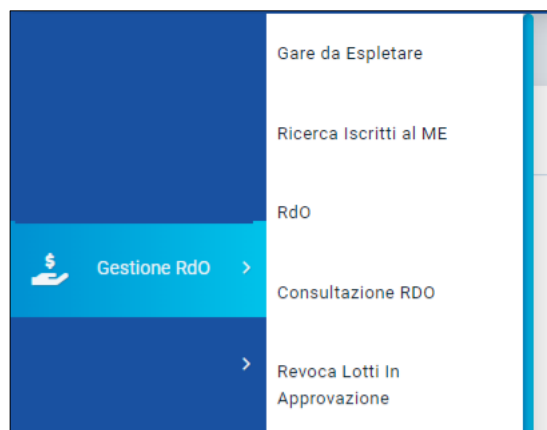 Gare da Espletare
Ricerca Iscritti al ME
RdO
$
Gestione RdO
Consultazione RDO
Revoca Lotti In
Approvazione